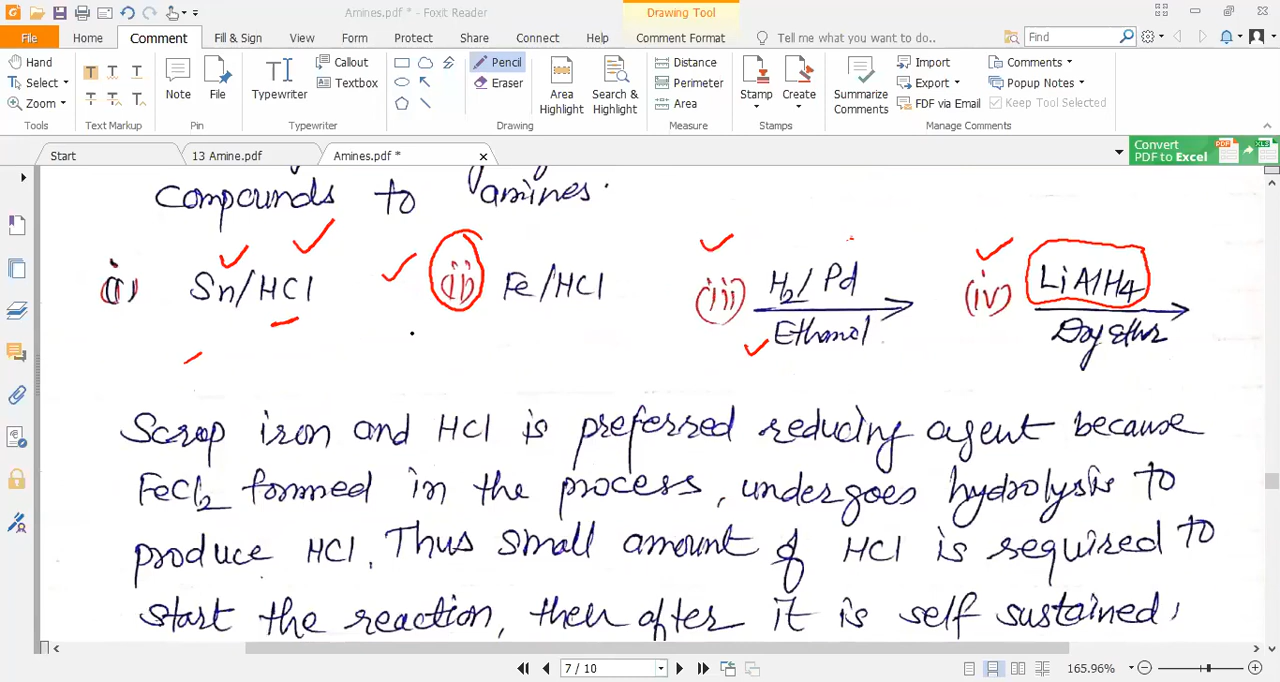 Amines.pdf * - Foxit Reader
Drawing Tool
File Home Comment Fill & Sign View Form Protect Share Connect Help Comment Format Tell me what you want to do.. Find
Hand Select Zoom
Tools
Text Markup
Note File
Pin
Typewriter Callout Textbox
Typewriter
Pencil Eraser
Drawing
Area Highlight Search & Highlight Distance Perimeter Area
Measure
Stamp Create
Stamps
Summarize Comments Import Export FDF via Email Comments Popup Notes Keep Tool Selected
Manage Comments
Start 13 Amine.pdf Amines.pdf * Convert PDF to Excel
Compounds to amines.
(i) Sn/HCl (ii) Fe/HCl (iii) H2/Pd (iv) LiAlH4
Ethanol Dry Ether
Scrap iron and HCl is preferred reducing agent because
FeCl2 formed in the process, undergoes hydrolysis to
produce HCl. Thus small amount of HCl is required to
start the reaction, then after it is self sustained,
7 / 10 165.96%